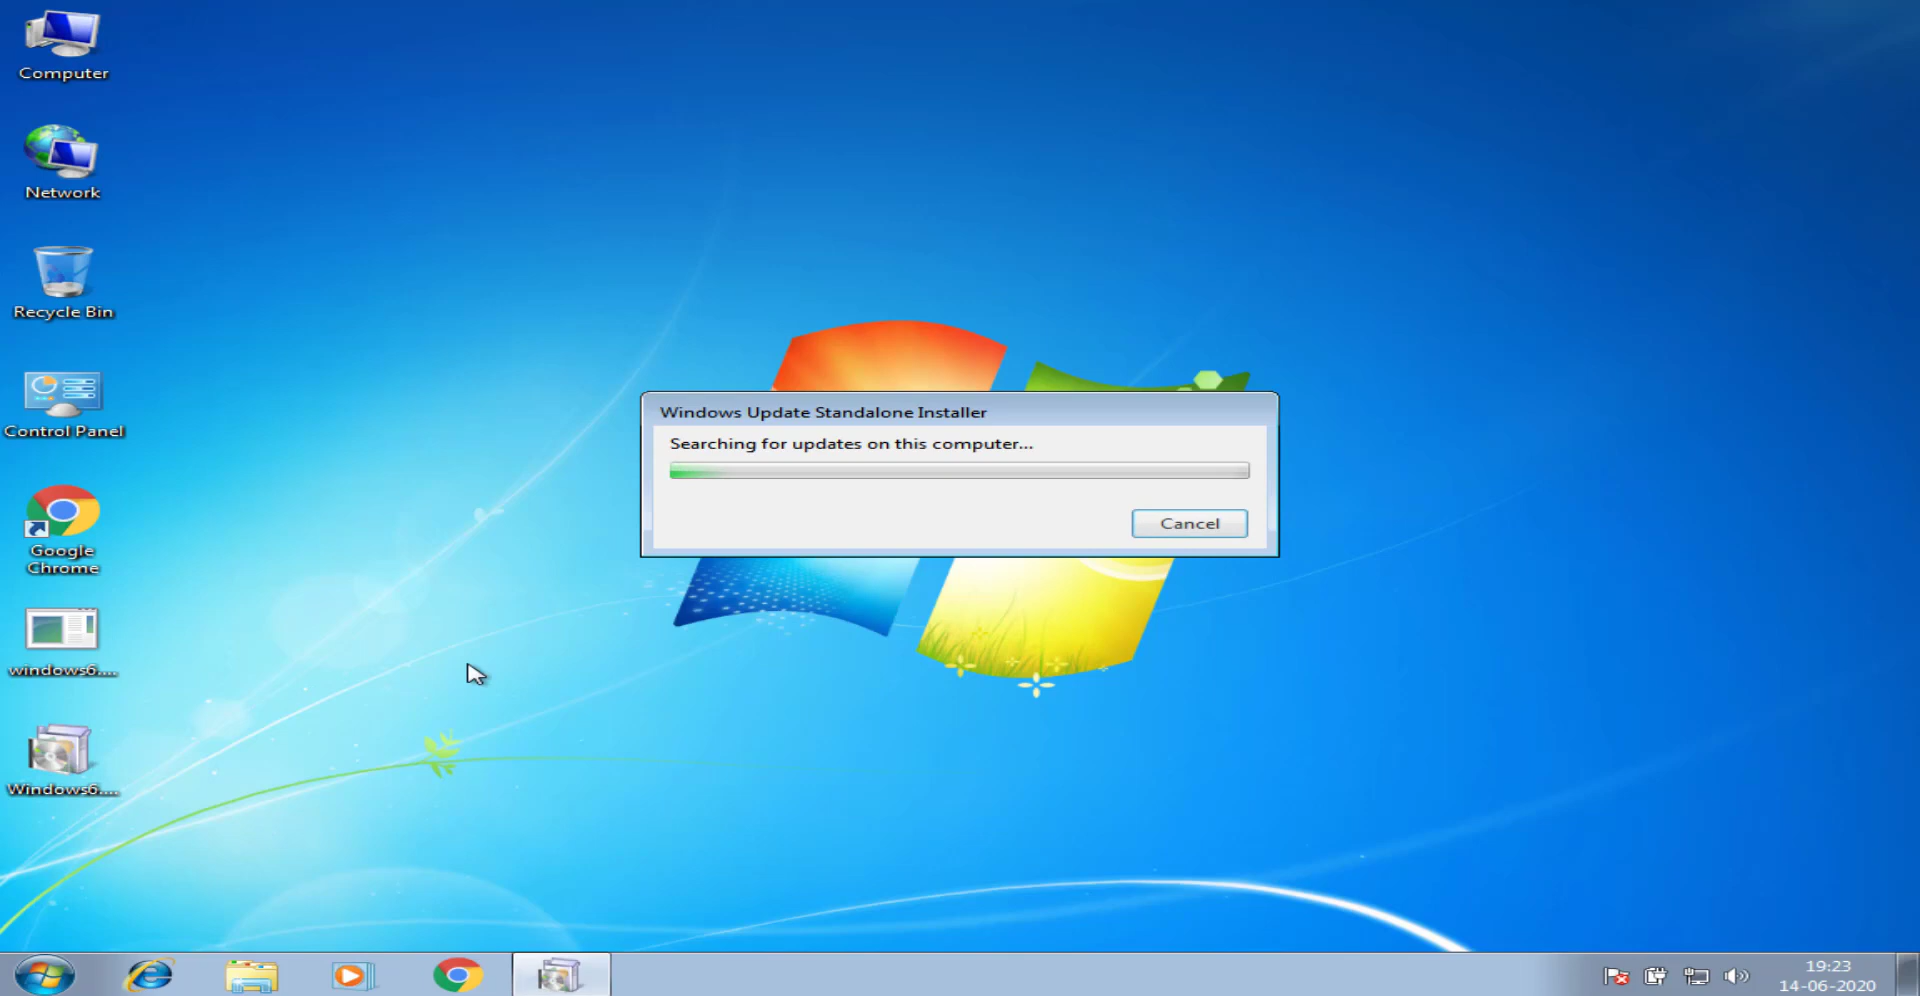 Computer
Network
Recycle Bin
Control Panel
Google
Chrome
windows6....
Windows6....
Windows Update Standalone Installer
Searching for updates on this computer...
Cancel
19:23
14-06-2020